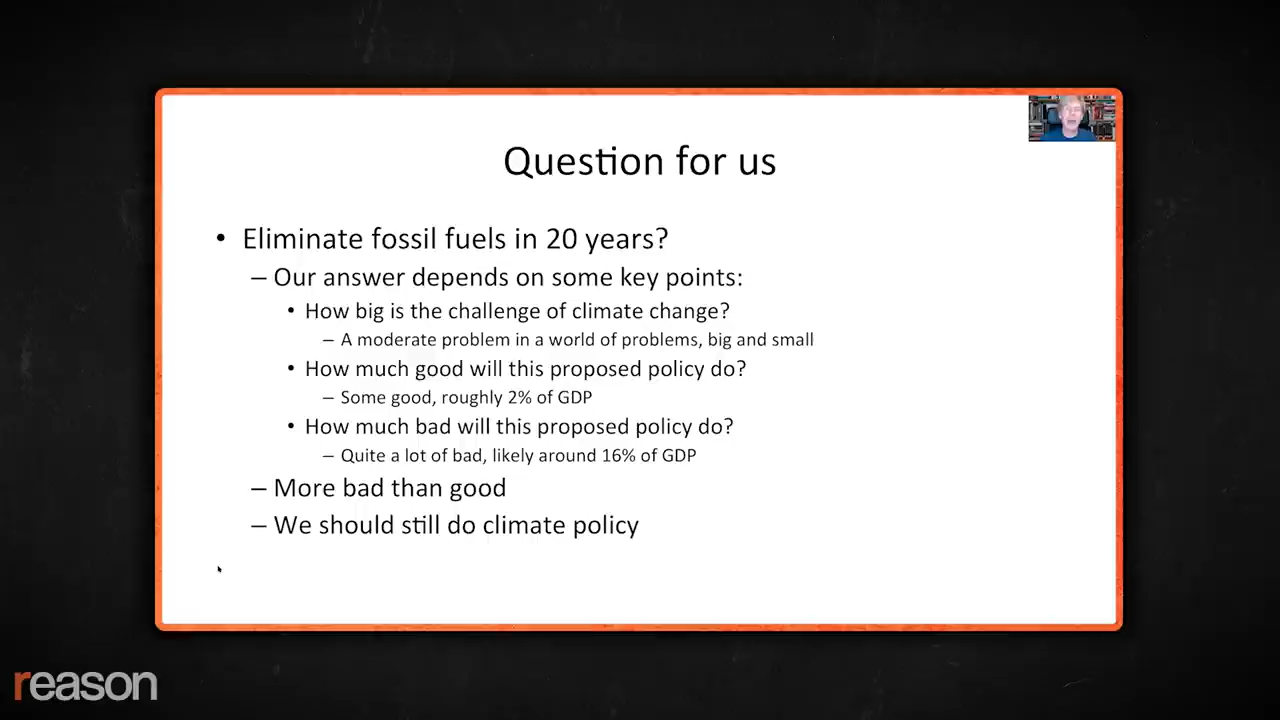 Question for us
• Eliminate fossil fuels in 20 years?
– Our answer depends on some key points:
• How big is the challenge of climate change?
– A moderate problem in a world of problems, big and small
• How much good will this proposed policy do?
– Some good, roughly 2% of GDP
• How much bad will this proposed policy do?
– Quite a lot of bad, likely around 16% of GDP
– More bad than good
– We should still do climate policy
reason